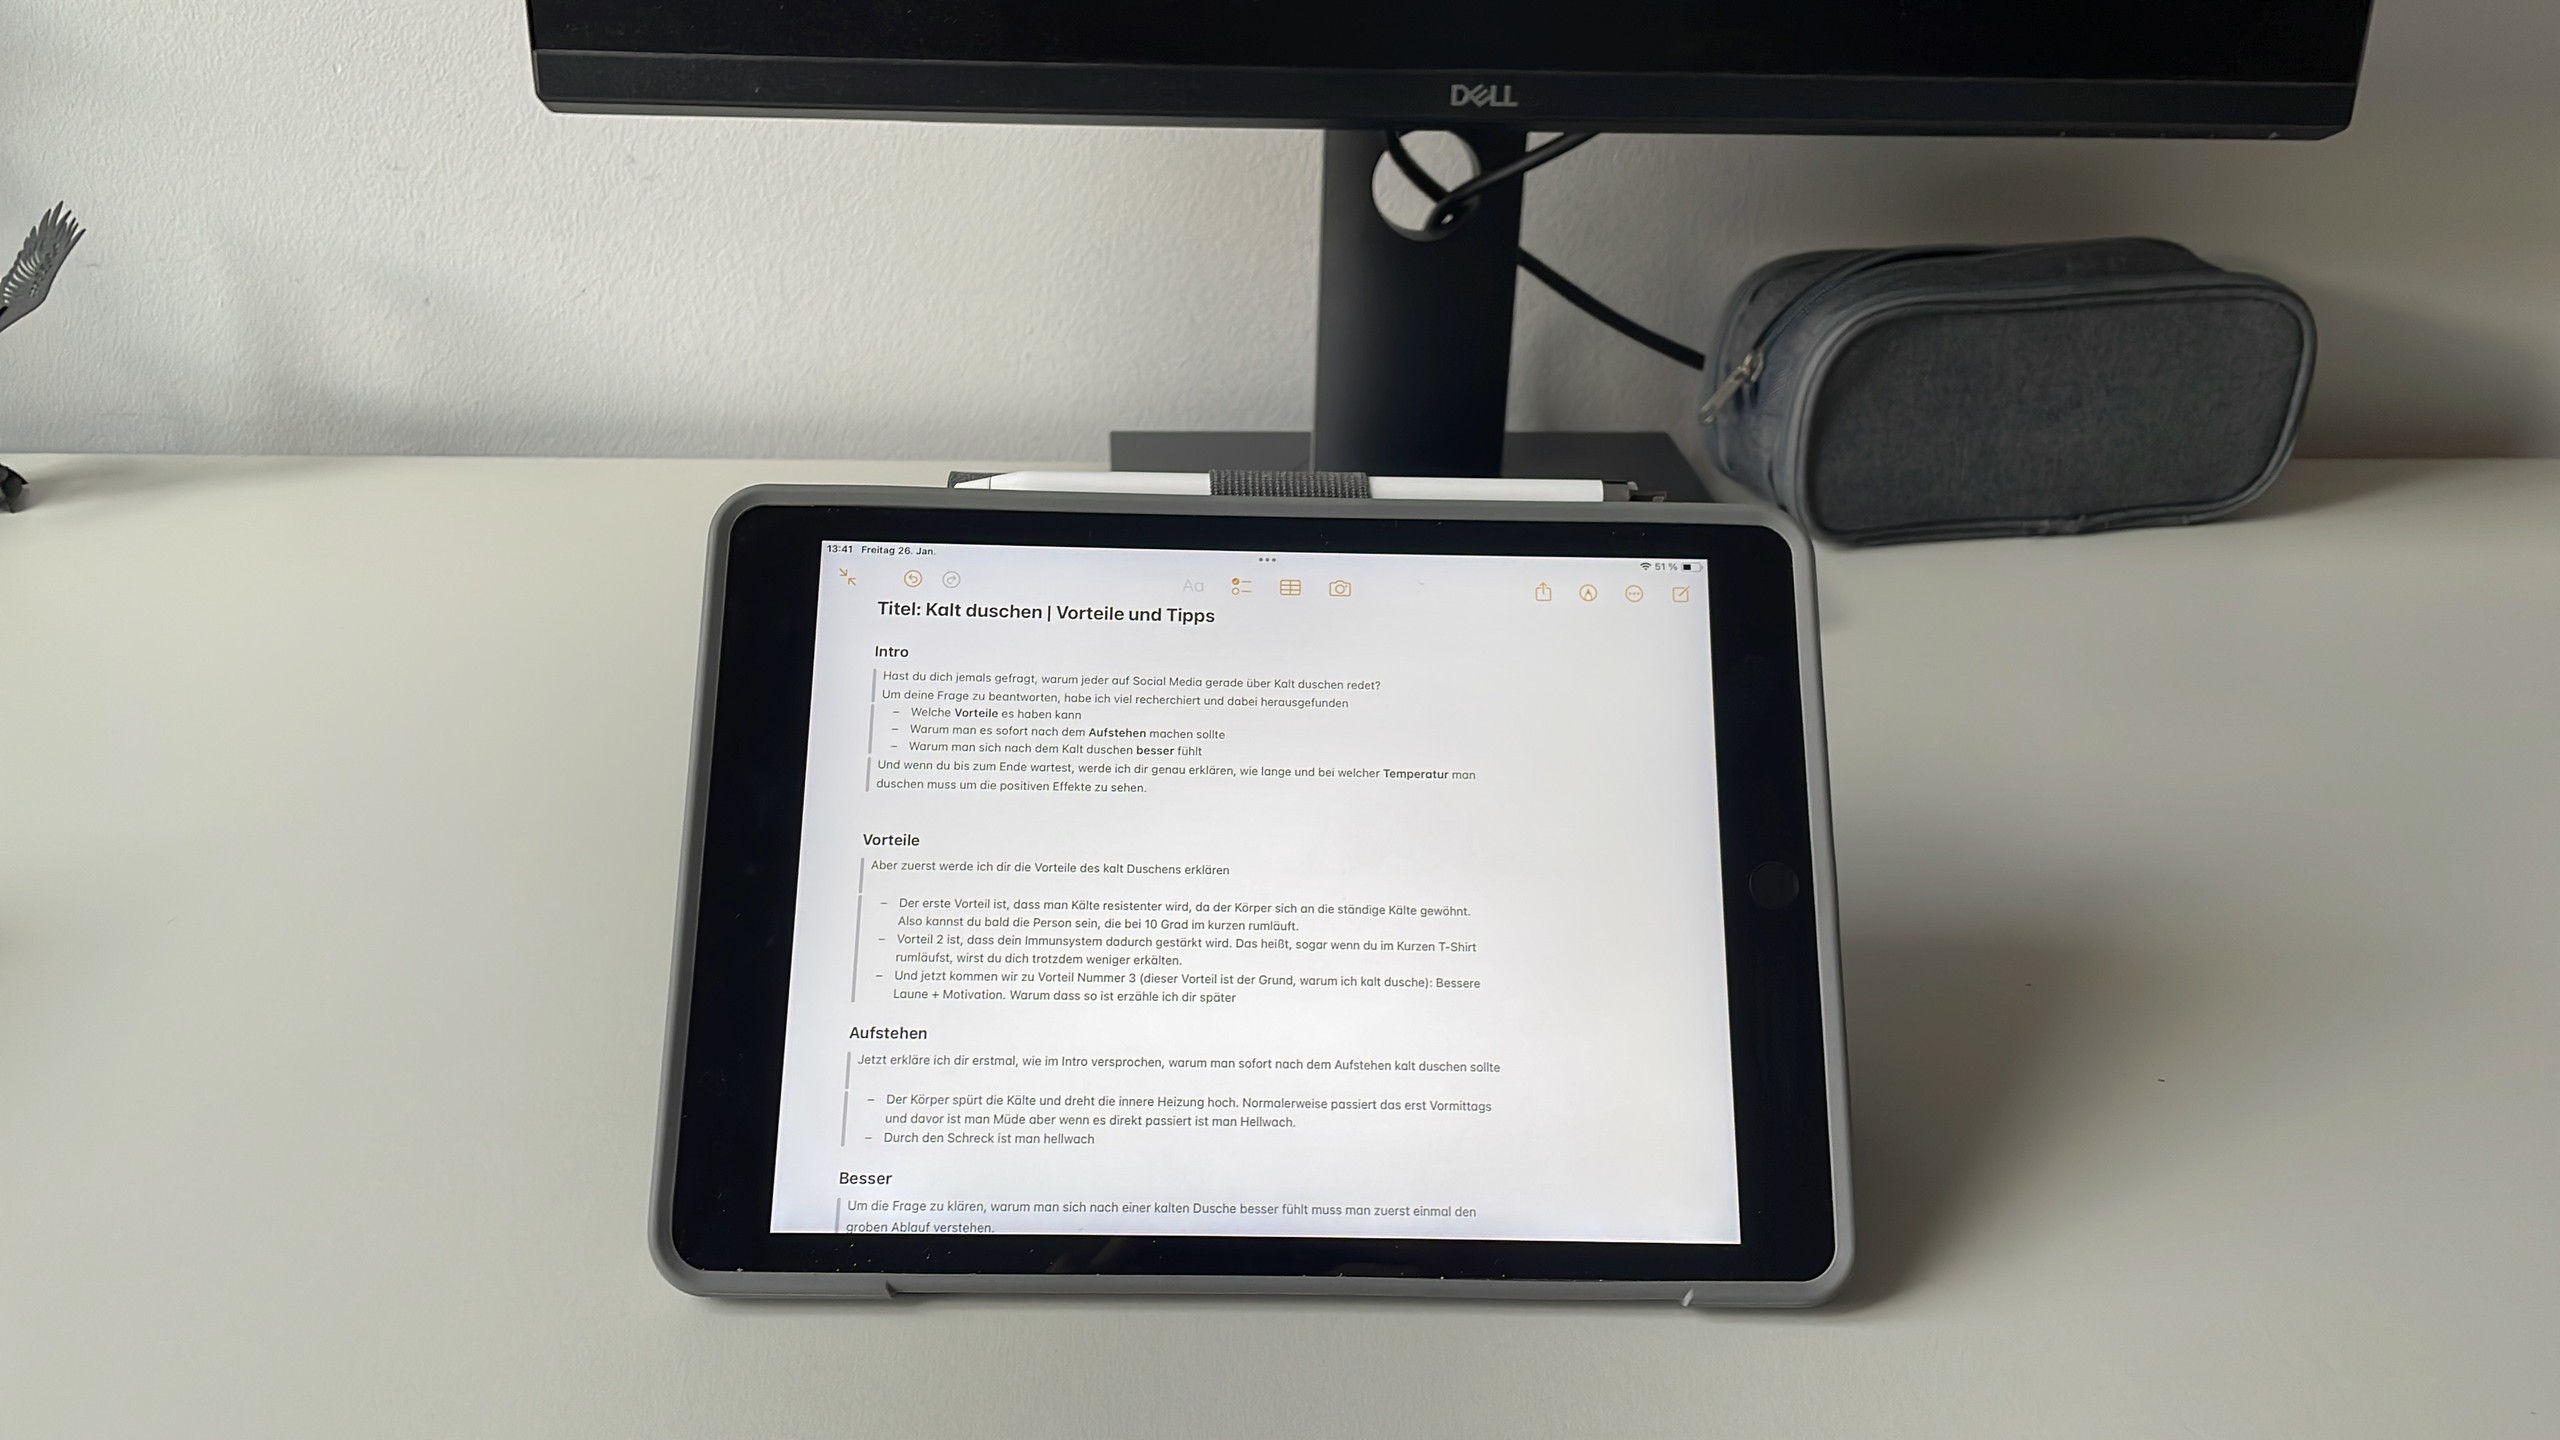 DELL
13:41 Freitag 26. Jan.
51 %
Aa
Titel: Kalt duschen | Vorteile und Tipps
Intro
Hast du dich jemals gefragt, warum jeder auf Social Media gerade über Kalt duschen redet?
Um deine Frage zu beantworten, habe ich viel recherchiert und dabei herausgefunden
– Welche Vorteile es haben kann
– Warum man es sofort nach dem Aufstehen machen sollte
– Warum man sich nach dem Kalt duschen besser fühlt
Und wenn du bis zum Ende wartest, werde ich dir genau erklären, wie lange und bei welcher Temperatur man
duschen muss um die positiven Effekte zu sehen.
Vorteile
Aber zuerst werde ich dir die Vorteile des kalt Duschens erklären
– Der erste Vorteil ist, dass man Kälte resistenter wird, da der Körper sich an die ständige Kälte gewöhnt.
Also kannst du bald die Person sein, die bei 10 Grad im kurzen rumläuft.
– Vorteil 2 ist, dass dein Immunsystem dadurch gestärkt wird. Das heißt, sogar wenn du im Kurzen T-Shirt
rumläufst, wirst du dich trotzdem weniger erkälten.
– Und jetzt kommen wir zu Vorteil Nummer 3 (dieser Vorteil ist der Grund, warum ich kalt dusche): Bessere
Laune + Motivation. Warum dass so ist erzähle ich dir später
Aufstehen
Jetzt erkläre ich dir erstmal, wie im Intro versprochen, warum man sofort nach dem Aufstehen kalt duschen sollte
– Der Körper spürt die Kälte und dreht die innere Heizung hoch. Normalerweise passiert das erst Vormittags
und davor ist man Müde aber wenn es direkt passiert ist man Hellwach.
– Durch den Schreck ist man hellwach
Besser
Um die Frage zu klären, warum man sich nach einer kalten Dusche besser fühlt muss man zuerst einmal den
groben Ablauf verstehen.